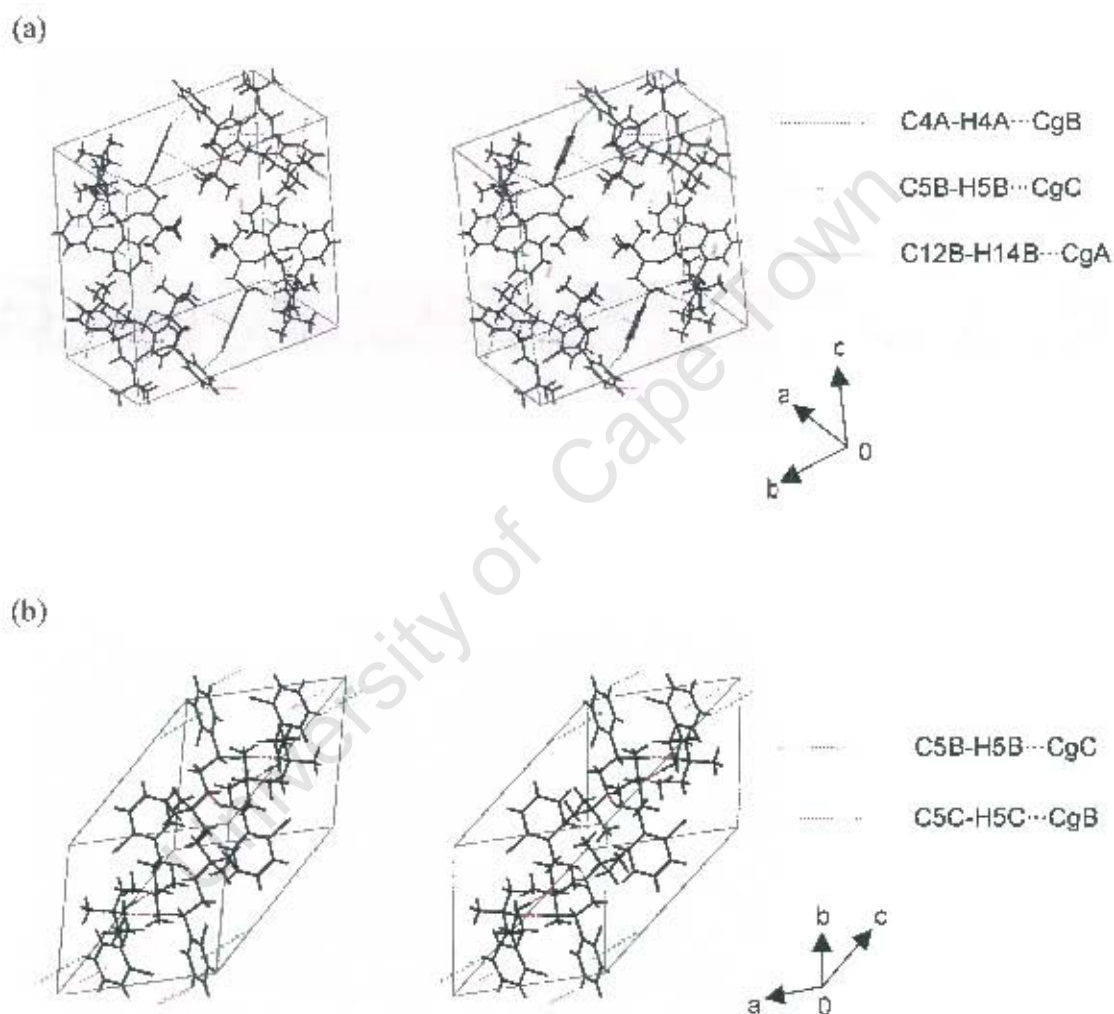 (a)
C4A-H4A···CgB
C5B-H5B···CgC
C12B-H14B···CgA
c
a
0
b
(b)
C5B-H5B···CgC
C5C-H5C···CgB
b
c
a
0
University of Cape Town